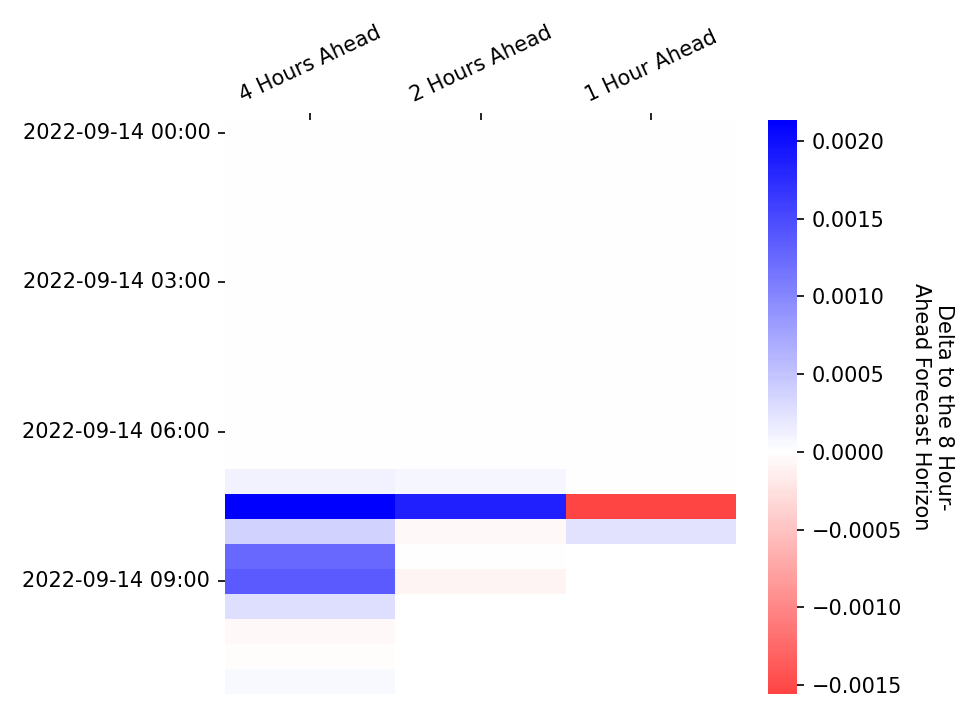 4 Hours Ahead
2 Hours Ahead
1 Hour Ahead
2022-09-14 00:00
2022-09-14 03:00
2022-09-14 06:00
2022-09-14 09:00
0.0020
0.0015
0.0010
0.0005
0.0000
−0.0005
−0.0010
−0.0015
Delta to the 8 Hour-
Ahead Forecast Horizon